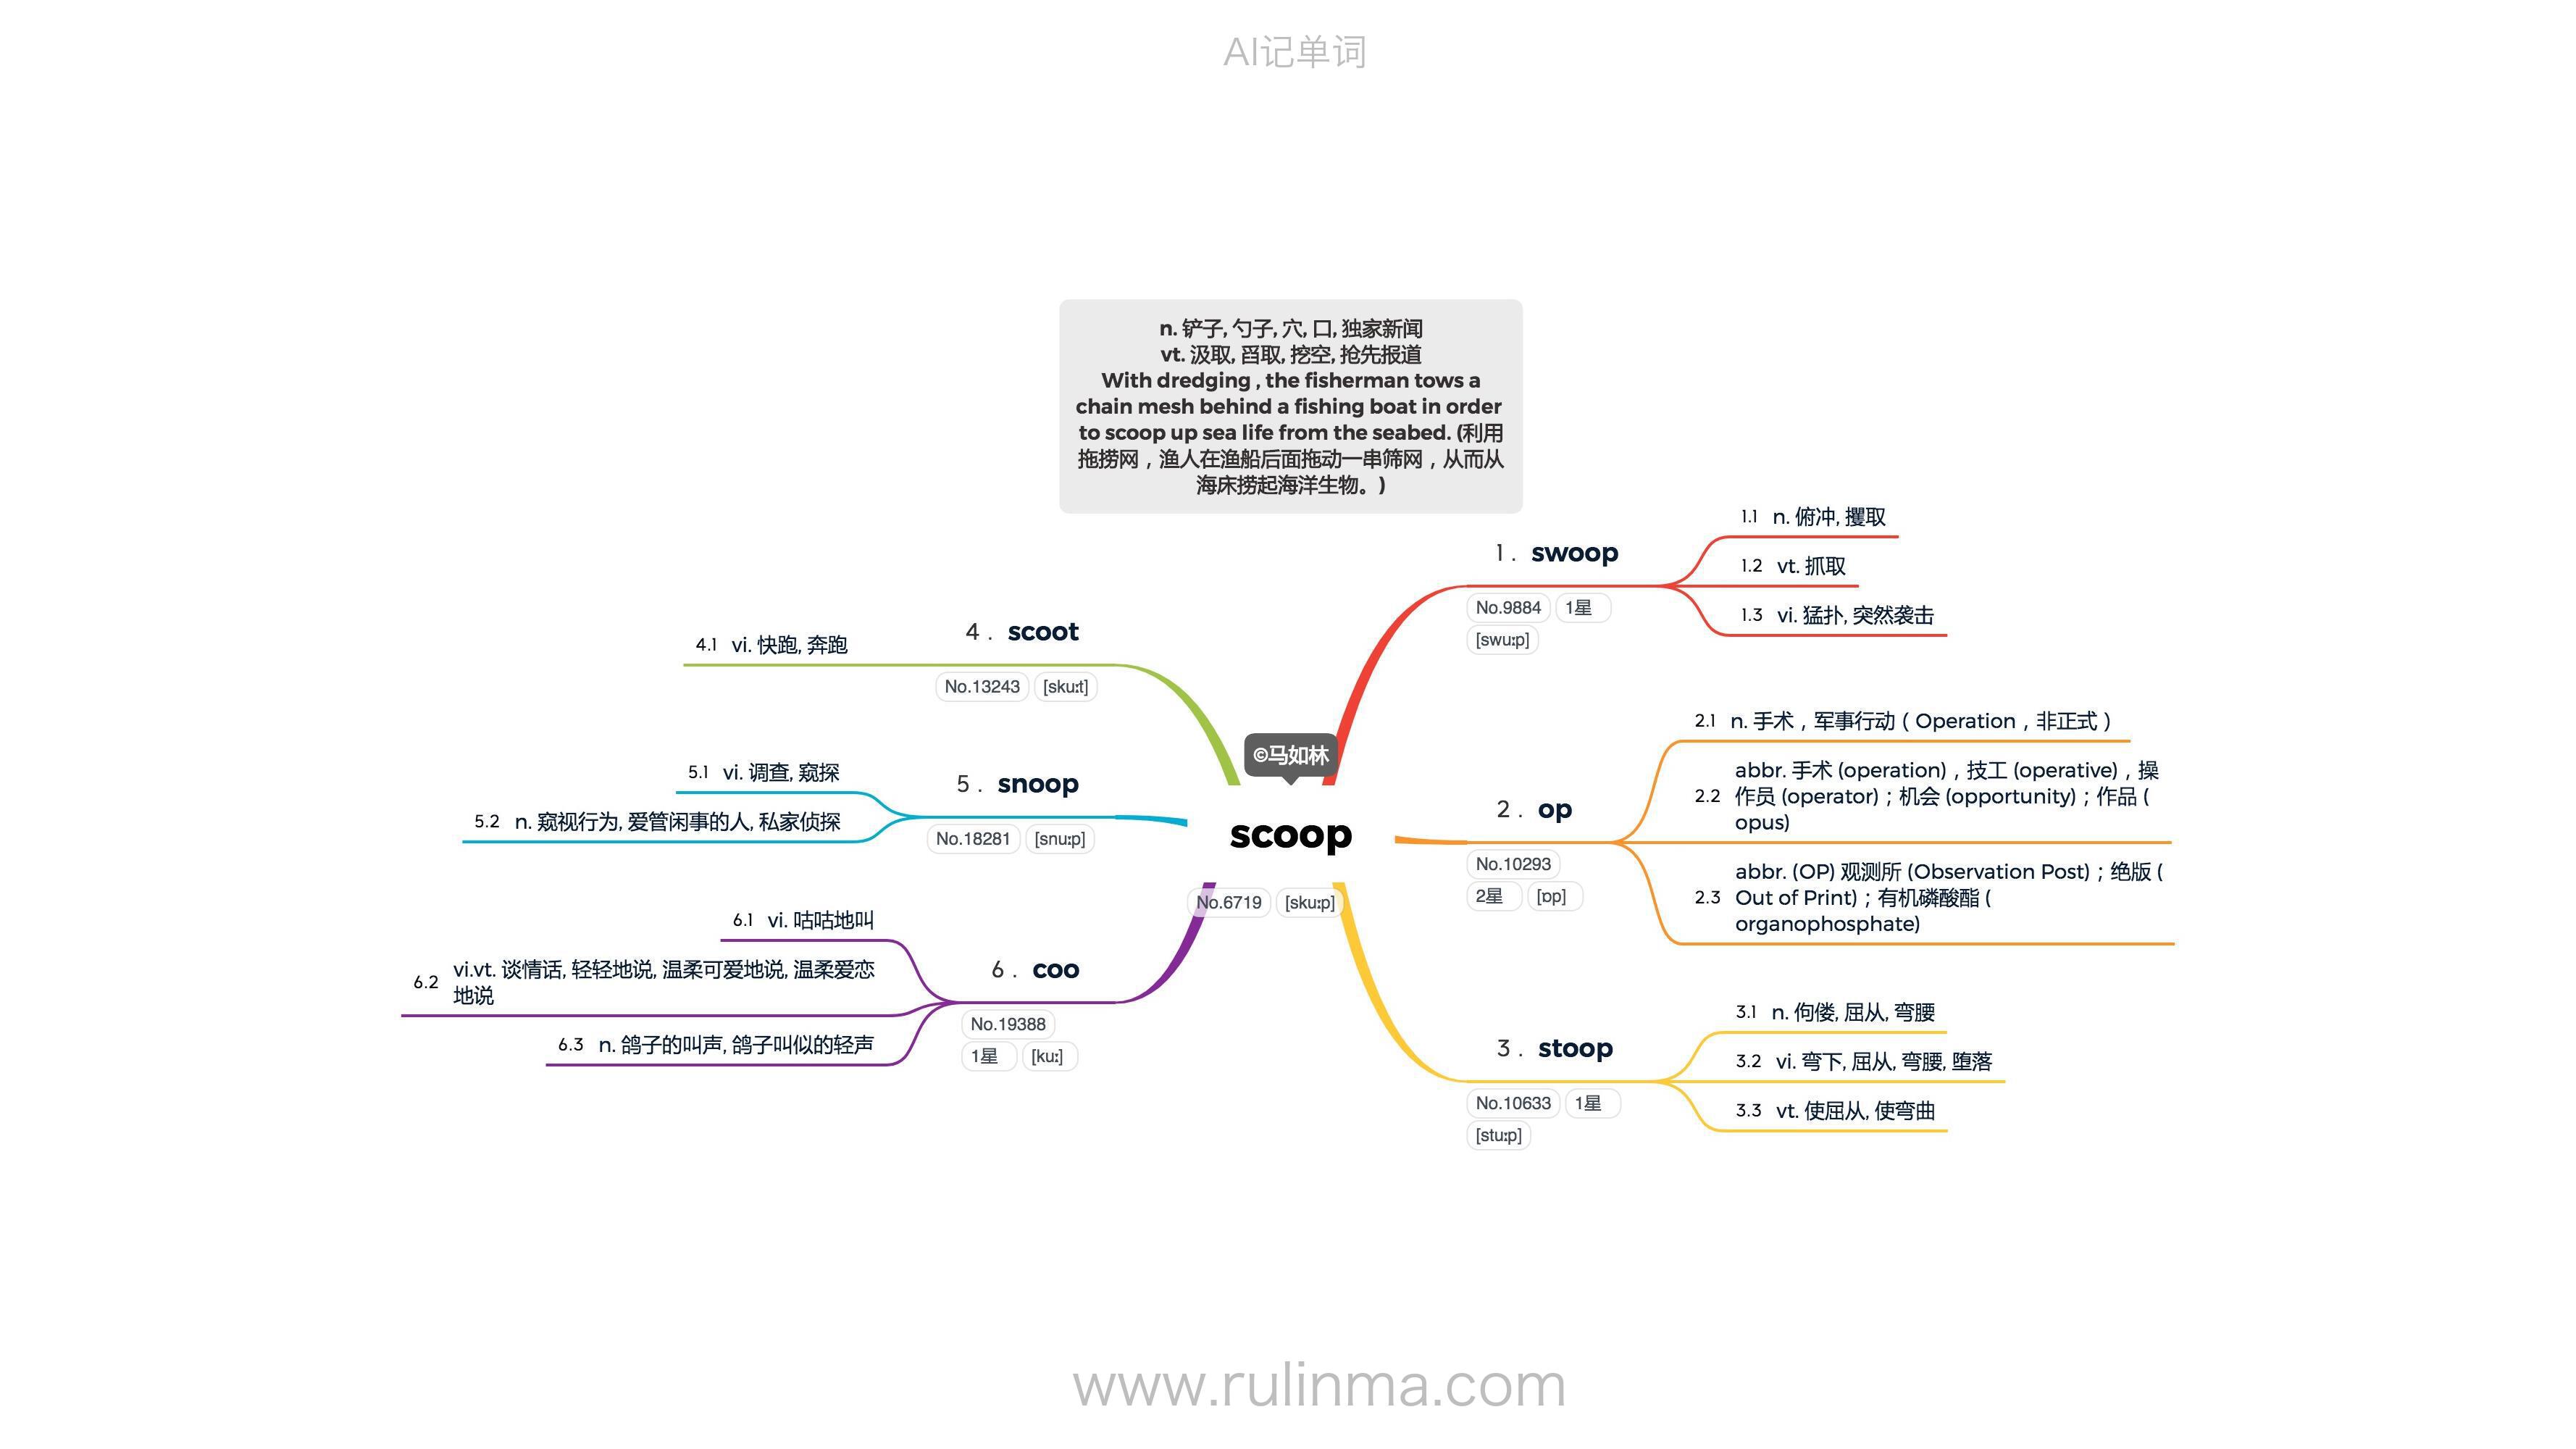 AI记单词
n. 铲子, 勺子, 穴, 口, 独家新闻
vt. 汲取, 舀取, 挖空, 抢先报道
With dredging , the fisherman tows a
chain mesh behind a fishing boat in order
to scoop up sea life from the seabed. (利用
拖捞网，渔人在渔船后面拖动一串筛网，从而从
海床捞起海洋生物。)
©马如林
scoop
No.6719 [sku:p]
1. swoop
No.9884 1星
[swu:p]
1.1 n. 俯冲, 攫取
1.2 vt. 抓取
1.3 vi. 猛扑, 突然袭击
2. op
No.10293
2星 [ɒp]
2.1 n. 手术，军事行动（Operation，非正式）
2.2 abbr. 手术 (operation)，技工 (operative)，操
作员 (operator)；机会 (opportunity)；作品 (
opus)
2.3 abbr. (OP) 观测所 (Observation Post)；绝版 (
Out of Print)；有机磷酸酯 (
organophosphate)
3. stoop
No.10633 1星
[stu:p]
3.1 n. 佝偻, 屈从, 弯腰
3.2 vi. 弯下, 屈从, 弯腰, 堕落
3.3 vt. 使屈从, 使弯曲
4. scoot
No.13243 [sku:t]
4.1 vi. 快跑, 奔跑
5. snoop
No.18281 [snu:p]
5.1 vi. 调查, 窥探
5.2 n. 窥视行为, 爱管闲事的人, 私家侦探
6. coo
No.19388
1星 [ku:]
6.1 vi. 咕咕地叫
6.2 vi.vt. 谈情话, 轻轻地说, 温柔可爱地说, 温柔爱恋
地说
6.3 n. 鸽子的叫声, 鸽子叫似的轻声
www.rulinma.com